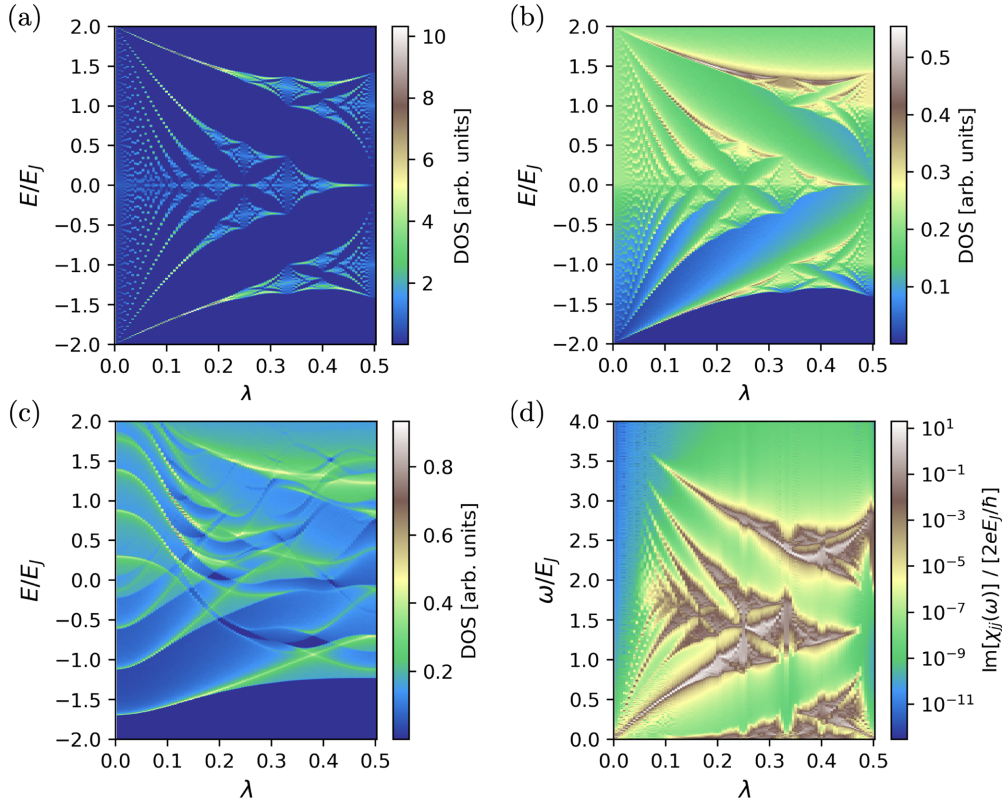 (a)
2.0
1.5
1.0
0.5
0.0
−0.5
−1.0
−1.5
−2.0
E/E_J
0.0 0.1 0.2 0.3 0.4 0.5
λ
10
8
6
4
2
DOS [arb. units]
(b)
2.0
1.5
1.0
0.5
0.0
−0.5
−1.0
−1.5
−2.0
E/E_J
0.0 0.1 0.2 0.3 0.4 0.5
λ
0.5
0.4
0.3
0.2
0.1
DOS [arb. units]
(c)
2.0
1.5
1.0
0.5
0.0
−0.5
−1.0
−1.5
−2.0
E/E_J
0.0 0.1 0.2 0.3 0.4 0.5
λ
0.8
0.6
0.4
0.2
DOS [arb. units]
(d)
4.0
3.5
3.0
2.5
2.0
1.5
1.0
0.5
0.0
ω/E_J
0.0 0.1 0.2 0.3 0.4 0.5
λ
10¹
10⁻¹
10⁻³
10⁻⁵
10⁻⁷
10⁻⁹
10⁻¹¹
Im[χ_jj(ω)] / [2eE_J/ħ]